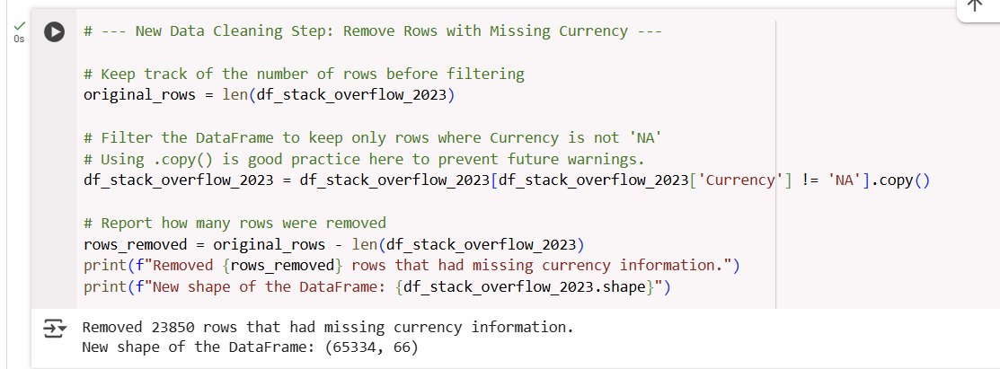 0s
# --- New Data Cleaning Step: Remove Rows with Missing Currency ---
# Keep track of the number of rows before filtering
original_rows = len(df_stack_overflow_2023)
# Filter the DataFrame to keep only rows where Currency is not 'NA'
# Using .copy() is good practice here to prevent future warnings.
df_stack_overflow_2023 = df_stack_overflow_2023[df_stack_overflow_2023['Currency'] != 'NA'].copy()
# Report how many rows were removed
rows_removed = original_rows - len(df_stack_overflow_2023)
print(f"Removed {rows_removed} rows that had missing currency information.")
print(f"New shape of the DataFrame: {df_stack_overflow_2023.shape}")
Removed 23850 rows that had missing currency information.
New shape of the DataFrame: (65334, 66)